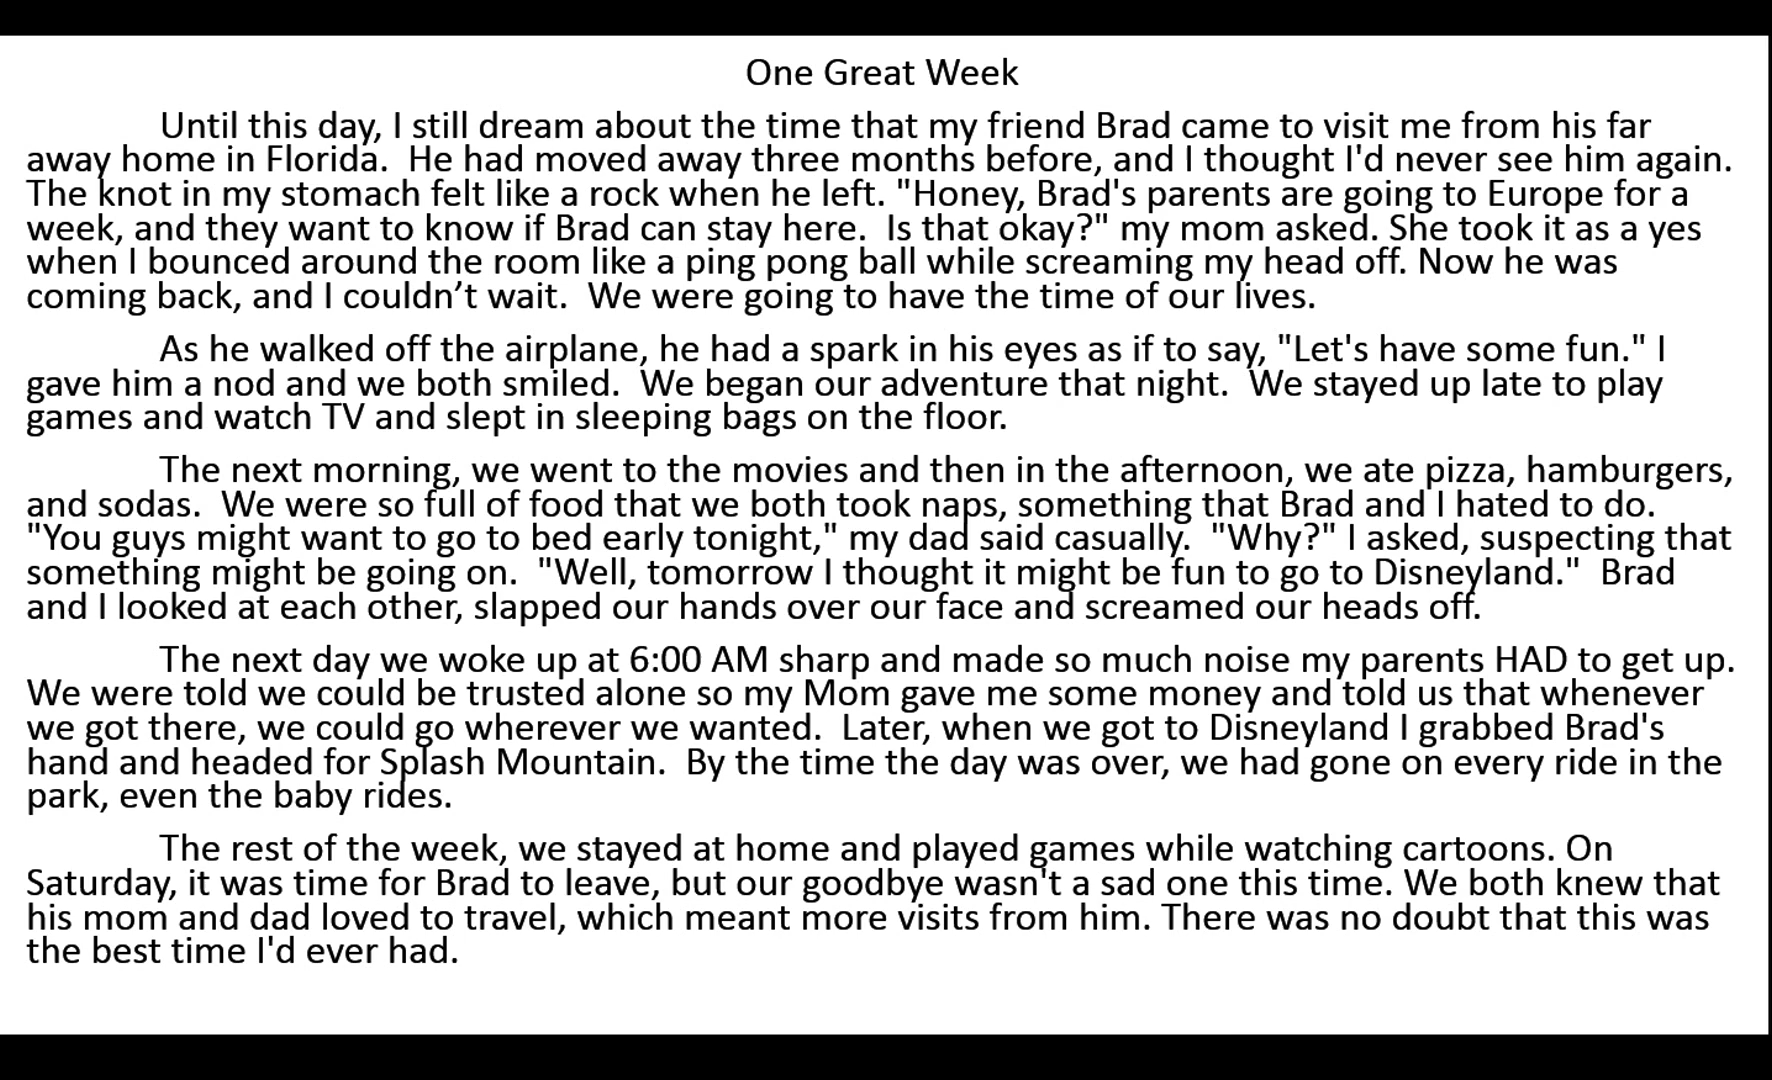 One Great Week
Until this day, I still dream about the time that my friend Brad came to visit me from his far
away home in Florida.  He had moved away three months before, and I thought I'd never see him again.
The knot in my stomach felt like a rock when he left. "Honey, Brad's parents are going to Europe for a
week, and they want to know if Brad can stay here.  Is that okay?" my mom asked. She took it as a yes
when I bounced around the room like a ping pong ball while screaming my head off. Now he was
coming back, and I couldn’t wait.  We were going to have the time of our lives.
As he walked off the airplane, he had a spark in his eyes as if to say, "Let's have some fun." I
gave him a nod and we both smiled.  We began our adventure that night.  We stayed up late to play
games and watch TV and slept in sleeping bags on the floor.
The next morning, we went to the movies and then in the afternoon, we ate pizza, hamburgers,
and sodas.  We were so full of food that we both took naps, something that Brad and I hated to do.
"You guys might want to go to bed early tonight," my dad said casually.  "Why?" I asked, suspecting that
something might be going on.  "Well, tomorrow I thought it might be fun to go to Disneyland."  Brad
and I looked at each other, slapped our hands over our face and screamed our heads off.
The next day we woke up at 6:00 AM sharp and made so much noise my parents HAD to get up.
We were told we could be trusted alone so my Mom gave me some money and told us that whenever
we got there, we could go wherever we wanted.  Later, when we got to Disneyland I grabbed Brad's
hand and headed for Splash Mountain.  By the time the day was over, we had gone on every ride in the
park, even the baby rides.
The rest of the week, we stayed at home and played games while watching cartoons. On
Saturday, it was time for Brad to leave, but our goodbye wasn't a sad one this time. We both knew that
his mom and dad loved to travel, which meant more visits from him. There was no doubt that this was
the best time I'd ever had.